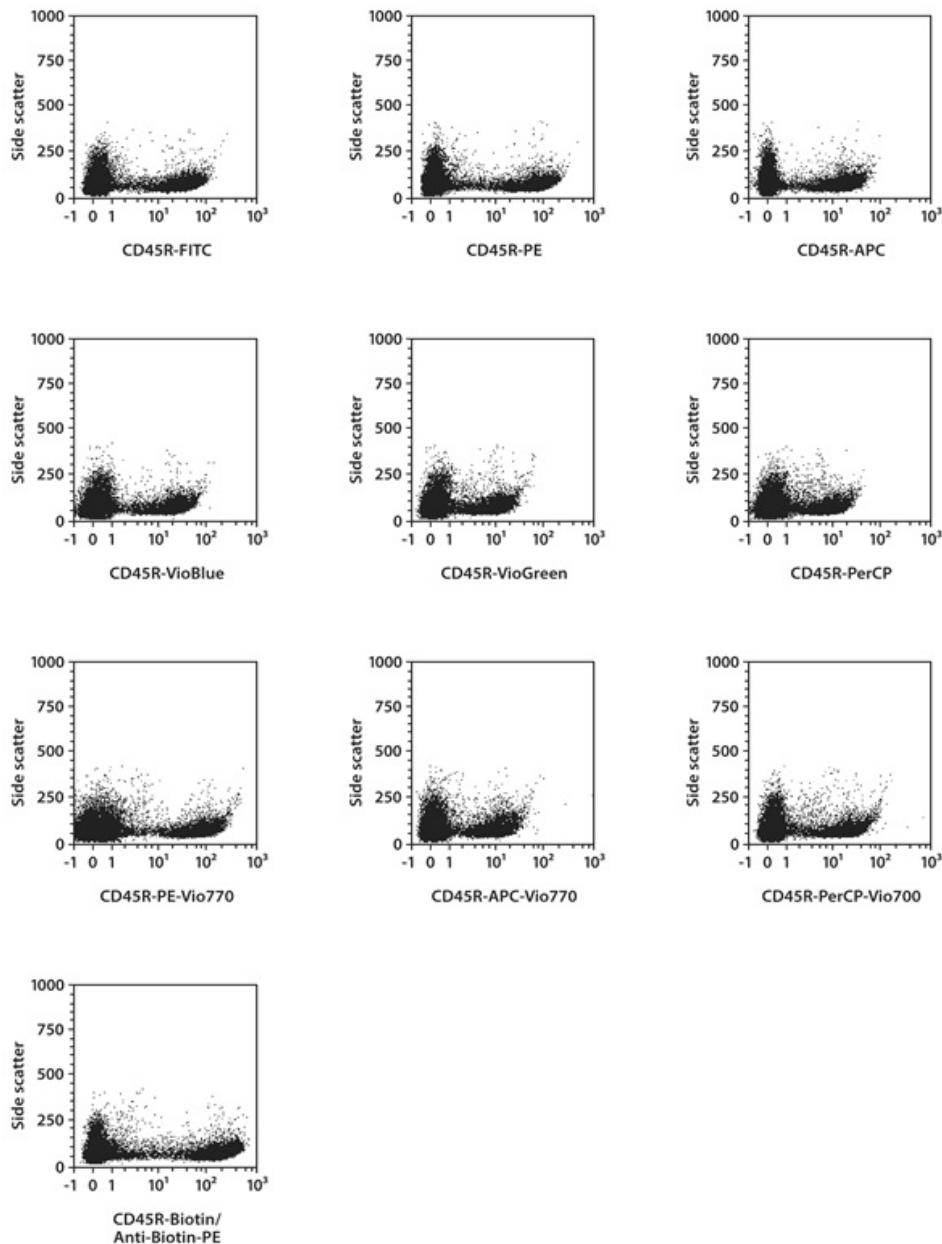 Side scatter
1000
750
500
250
0
-1 0 1 10¹ 10² 10³
CD45R-FITC
Side scatter
1000
750
500
250
0
-1 0 1 10¹ 10² 10³
CD45R-PE
Side scatter
1000
750
500
250
0
-1 0 1 10¹ 10² 10³
CD45R-APC
Side scatter
1000
750
500
250
0
-1 0 1 10¹ 10² 10³
CD45R-VioBlue
Side scatter
1000
750
500
250
0
-1 0 1 10¹ 10² 10³
CD45R-VioGreen
Side scatter
1000
750
500
250
0
-1 0 1 10¹ 10² 10³
CD45R-PerCP
Side scatter
1000
750
500
250
0
-1 0 1 10¹ 10² 10³
CD45R-PE-Vio770
Side scatter
1000
750
500
250
0
-1 0 1 10¹ 10² 10³
CD45R-APC-Vio770
Side scatter
1000
750
500
250
0
-1 0 1 10¹ 10² 10³
CD45R-PerCP-Vio700
Side scatter
1000
750
500
250
0
-1 0 1 10¹ 10² 10³
CD45R-Biotin/
Anti-Biotin-PE